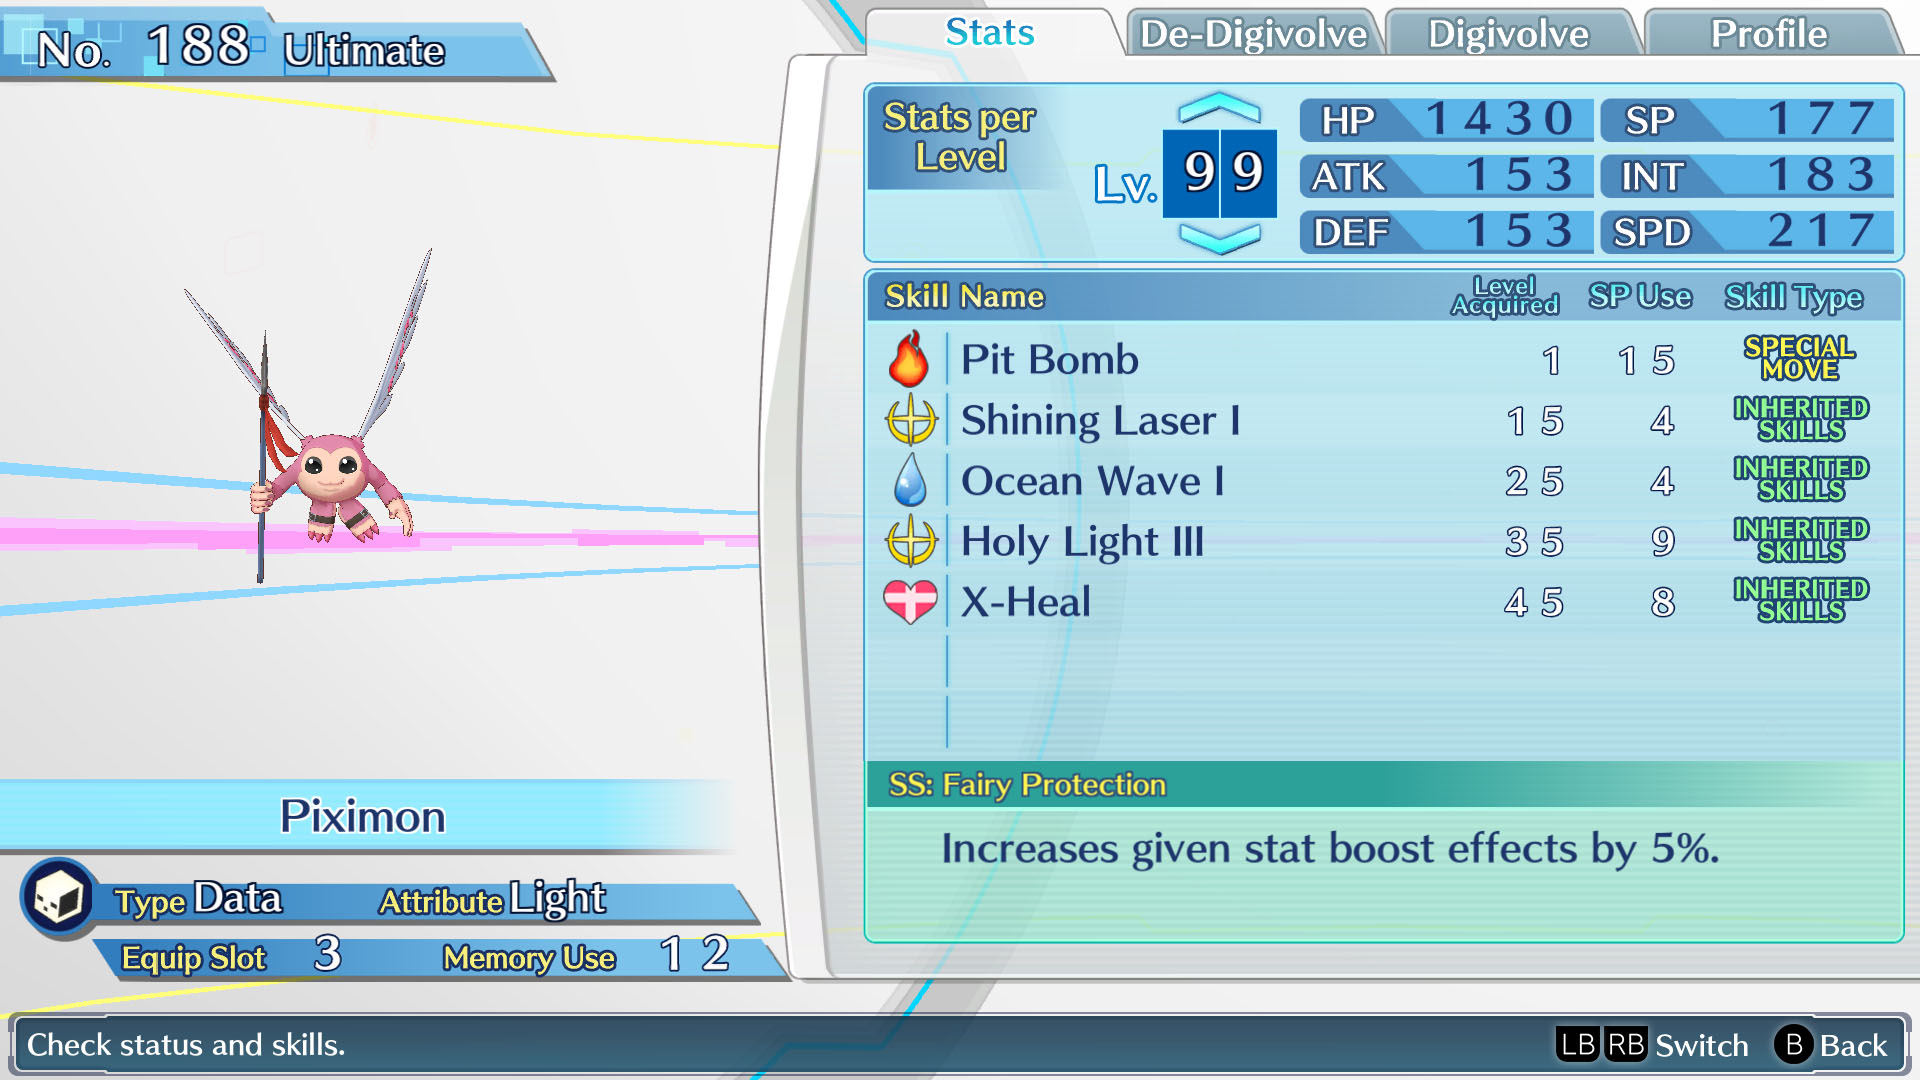 No. 188 Ultimate
Stats De-Digivolve Digivolve Profile
Stats per
Level
Lv. 99
HP 1430 SP 177
ATK 153 INT 183
DEF 153 SPD 217
Skill Name Level Acquired SP Use Skill Type
Pit Bomb 1 15 SPECIAL MOVE
Shining Laser I 15 4 INHERITED SKILLS
Ocean Wave I 25 4 INHERITED SKILLS
Holy Light III 35 9 INHERITED SKILLS
X-Heal 45 8 INHERITED SKILLS
SS: Fairy Protection
Increases given stat boost effects by 5%.
Piximon
Type Data Attribute Light
Equip Slot 3 Memory Use 12
Check status and skills.
LB RB Switch B Back